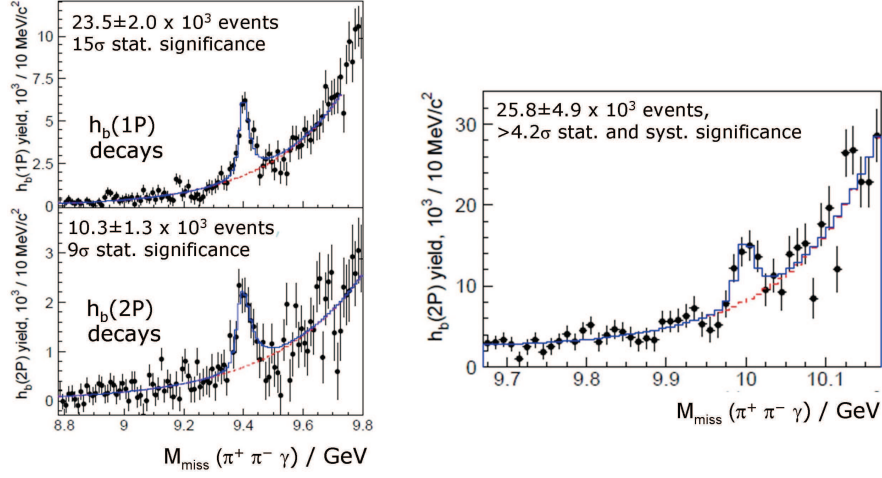 23.5±2.0 x 10³ events
15σ stat. significance
h_b(1P)
decays
h_b(1P) yield, 10³ / 10 MeV/c²
10
7.5
5
2.5
0
10.3±1.3 x 10³ events,
9σ stat. significance
h_b(2P)
decays
h_b(2P) yield, 10³ / 10 MeV/c²
3
2
1
0
8.8 9 9.2 9.4 9.6 9.8
M_miss (π⁺ π⁻ γ) / GeV
25.8±4.9 x 10³ events,
>4.2σ stat. and syst. significance
h_b(2P) yield, 10³ / 10 MeV/c²
30
20
10
0
9.7 9.8 9.9 10 10.1
M_miss (π⁺ π⁻ γ) / GeV